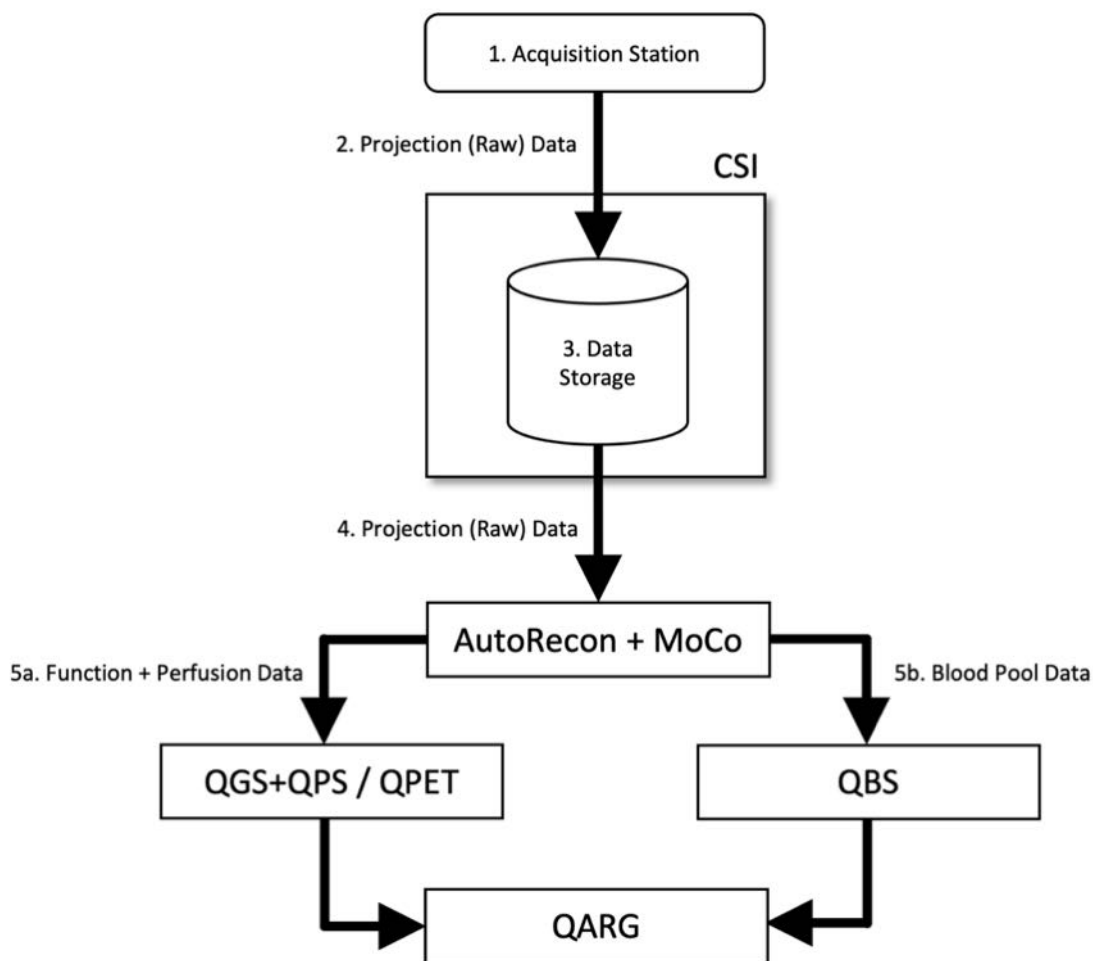 1. Acquisition Station
2. Projection (Raw) Data
CSI
3. Data
Storage
4. Projection (Raw) Data
AutoRecon + MoCo
5a. Function + Perfusion Data
5b. Blood Pool Data
QGS+QPS / QPET
QBS
QARG